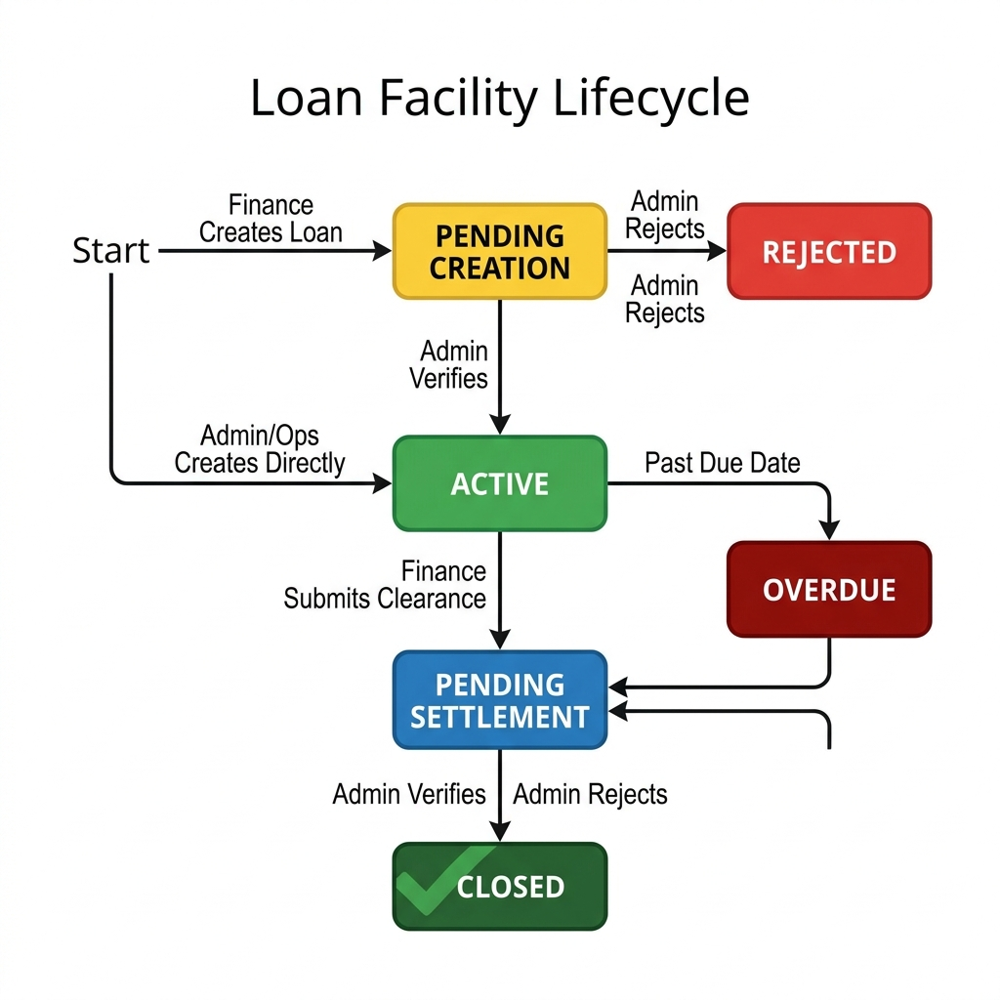 Loan Facility Lifecycle
Start
Finance
Creates Loan
PENDING
CREATION
Admin
Rejects
Admin
Rejects
REJECTED
Admin
Verifies
Admin/Ops
Creates Directly
ACTIVE
Past Due Date
OVERDUE
Finance
Submits Clearance
PENDING
SETTLEMENT
Admin Verifies
Admin Rejects
CLOSED